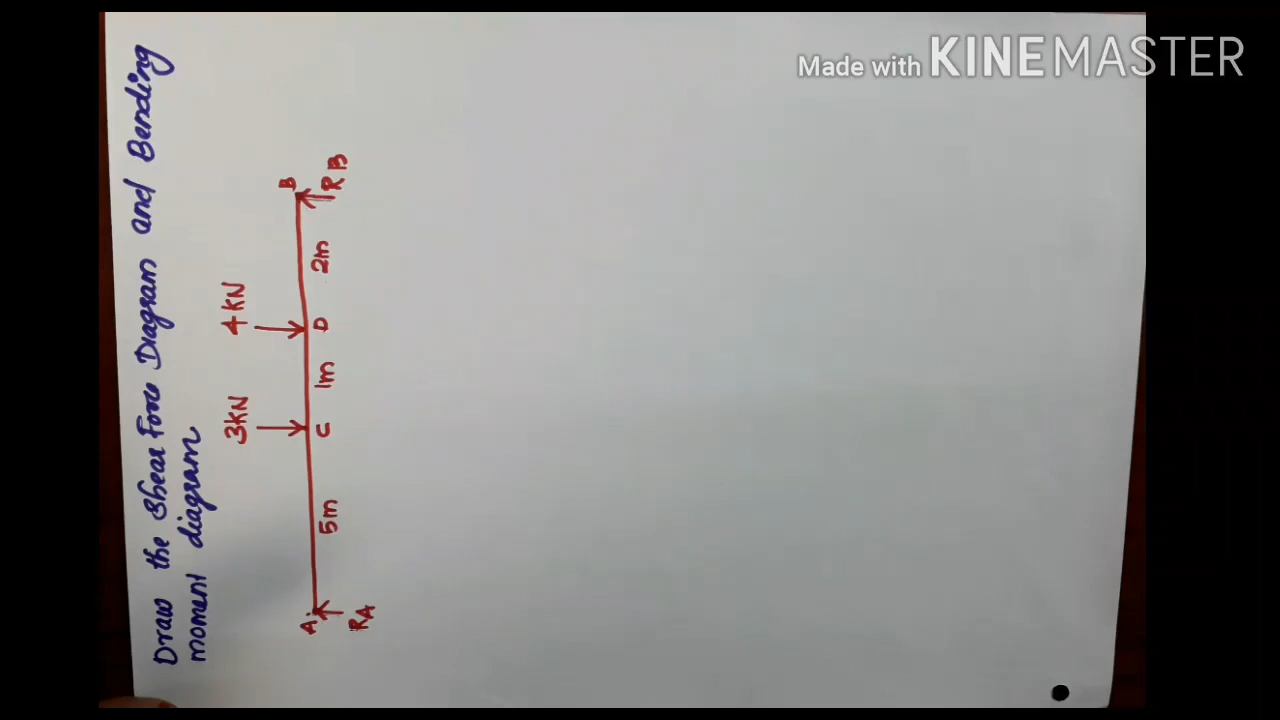 Draw the Shear Force Diagram and Bending
moment diagram
3KN 4KN
A C D B
5m 1m 2m
RA RB
Made with KINEMASTER